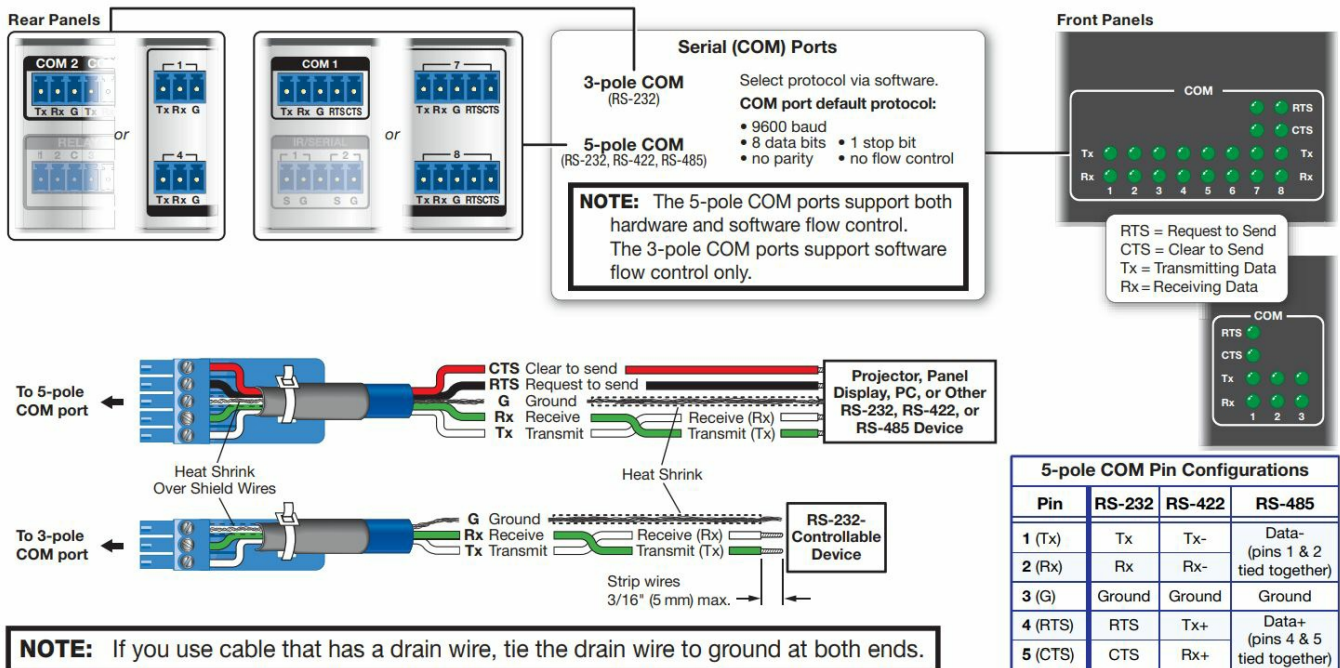 Rear Panels
COM 2 CO
Tx Rx G Tx
RELAY
1 2 C S
or
1
Tx Rx G
4
Tx Rx G
COM 1
Tx Rx G RTSCTS
IR/SERIAL
1 2
S G S G
or
7
Tx Rx G RTSCTS
8
Tx Rx G RTSCTS
Serial (COM) Ports
3-pole COM
(RS-232)
5-pole COM
(RS-232, RS-422, RS-485)
Select protocol via software.
COM port default protocol:
• 9600 baud
• 8 data bits • 1 stop bit
• no parity • no flow control
NOTE: The 5-pole COM ports support both
hardware and software flow control.
The 3-pole COM ports support software
flow control only.
Front Panels
COM
RTS
CTS
Tx Tx
Rx Rx
1 2 3 4 5 6 7 8
RTS = Request to Send
CTS = Clear to Send
Tx = Transmitting Data
Rx = Receiving Data
COM
RTS
CTS
Tx
Rx
1 2 3
To 5-pole
COM port
CTS Clear to send
RTS Request to send
G Ground
Rx Receive Receive (Rx)
Tx Transmit Transmit (Tx)
Projector, Panel
Display, PC, or Other
RS-232, RS-422, or
RS-485 Device
Heat Shrink
Over Shield Wires
Heat Shrink
To 3-pole
COM port
G Ground
Rx Receive Receive (Rx)
Tx Transmit Transmit (Tx)
RS-232-
Controllable
Device
Strip wires
3/16" (5 mm) max.
NOTE: If you use cable that has a drain wire, tie the drain wire to ground at both ends.
5-pole COM Pin Configurations
Pin RS-232 RS-422 RS-485
1 (Tx) Tx Tx- Data-
(pins 1 & 2
2 (Rx) Rx Rx- tied together)
3 (G) Ground Ground Ground
4 (RTS) RTS Tx+ Data+
(pins 4 & 5
5 (CTS) CTS Rx+ tied together)